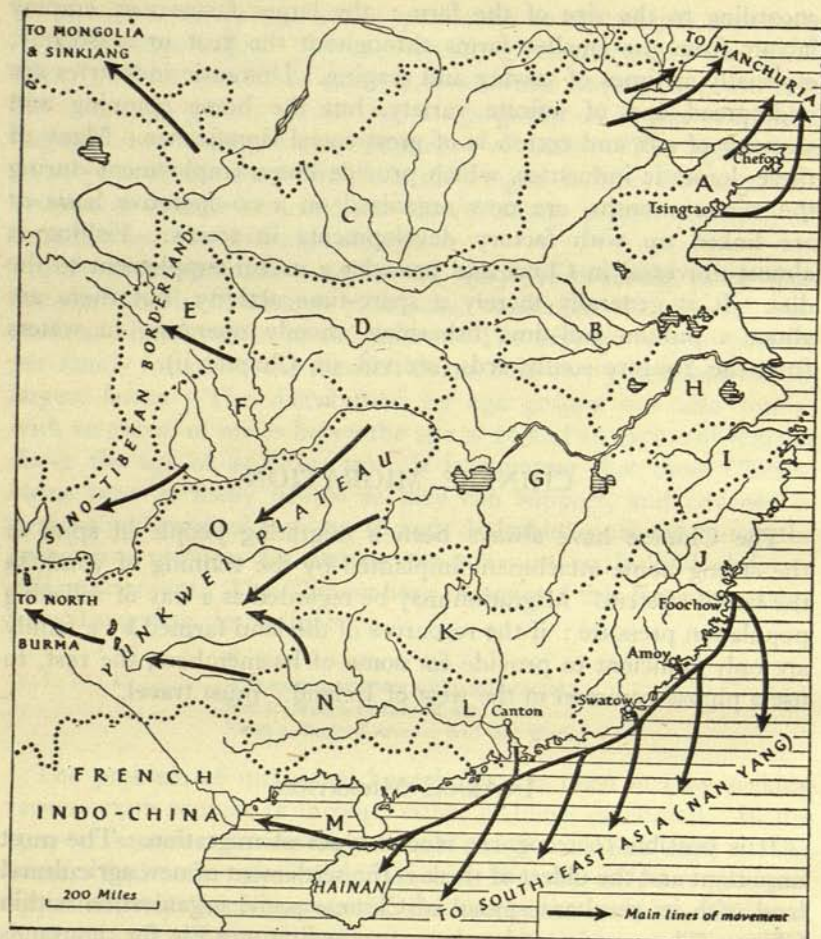 TO MONGOLIA
& SINKIANG
TO MANCHURIA
Chefoo
A
Tsingtao
C
SINO-TIBETAN BORDERLAND
E
D
B
F
H
G
I
O
YUNKWEI PLATEAU
J
TO NORTH
BURMA
Foochow
K
Amoy
N
L
Swatow
Canton
FRENCH
INDO-CHINA
M
HAINAN
TO SOUTH-EAST ASIA (NAN YANG)
200 Miles
Main lines of movement